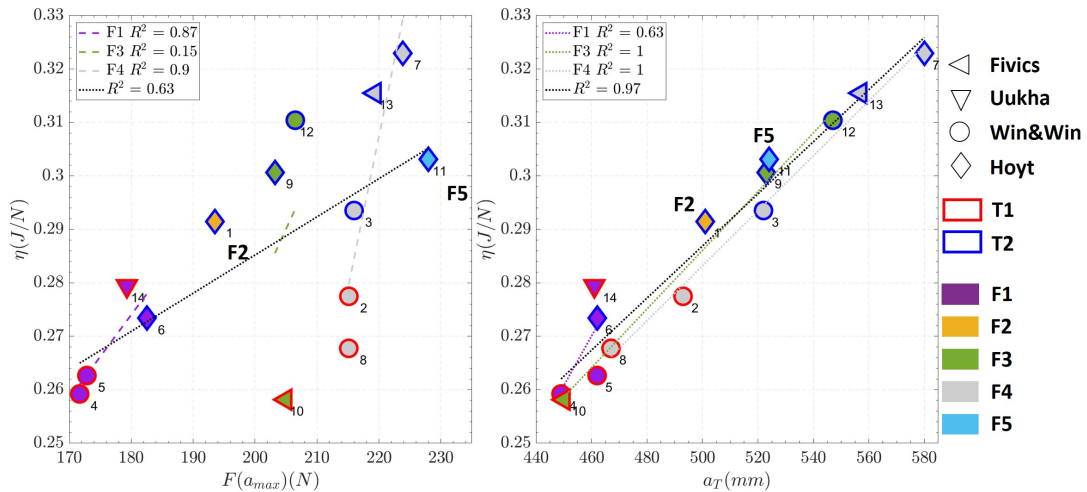 F1 R² = 0.87
F3 R² = 0.15
F4 R² = 0.9
R² = 0.63
0.33
0.32
0.31
0.3
0.29
0.28
0.27
0.26
0.25
η(J/N)
7
13
12
9
11
F5
3
1
F2
14
2
6
8
5
4
10
170 180 190 200 210 220 230
F(a_max)(N)
F1 R² = 0.63
F3 R² = 1
F4 R² = 1
R² = 0.97
0.33
0.32
0.31
0.3
0.29
0.28
0.27
0.26
0.25
η(J/N)
7
13
12
F5
11
9
F2
3
1
14
2
6
8
5
4
10
440 460 480 500 520 540 560 580
a_T(mm)
Fivics
Uukha
Win&Win
Hoyt
T1
T2
F1
F2
F3
F4
F5